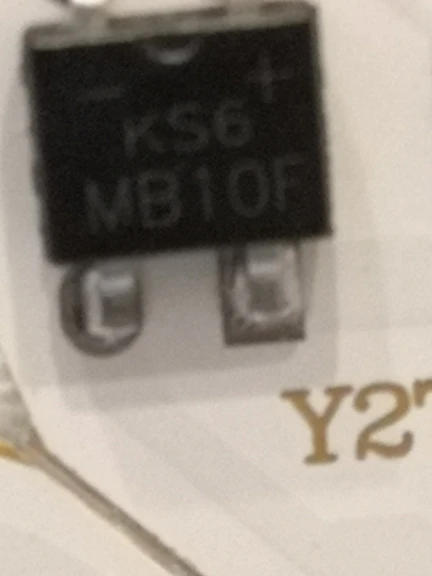 - +
KS6
MB10F
Y2